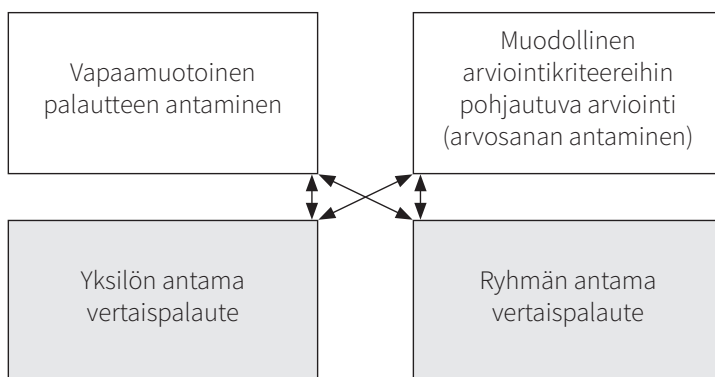 Vapaamuotoinen
palautteen antaminen
Muodollinen
arviointikriteereihin
pohjautuva arviointi
(arvosanan antaminen)
Yksilön antama
vertaispalaute
Ryhmän antama
vertaispalaute